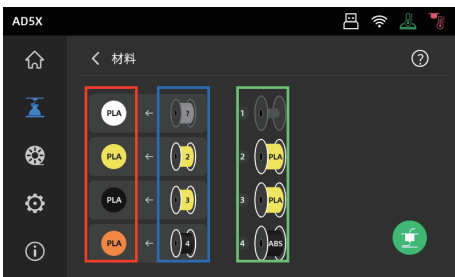 AD5X
材料
?
PLA ← ? 1
PLA ← 2 2 PLA
PLA ← 3 3 PLA
PLA ← 4 4 ABS